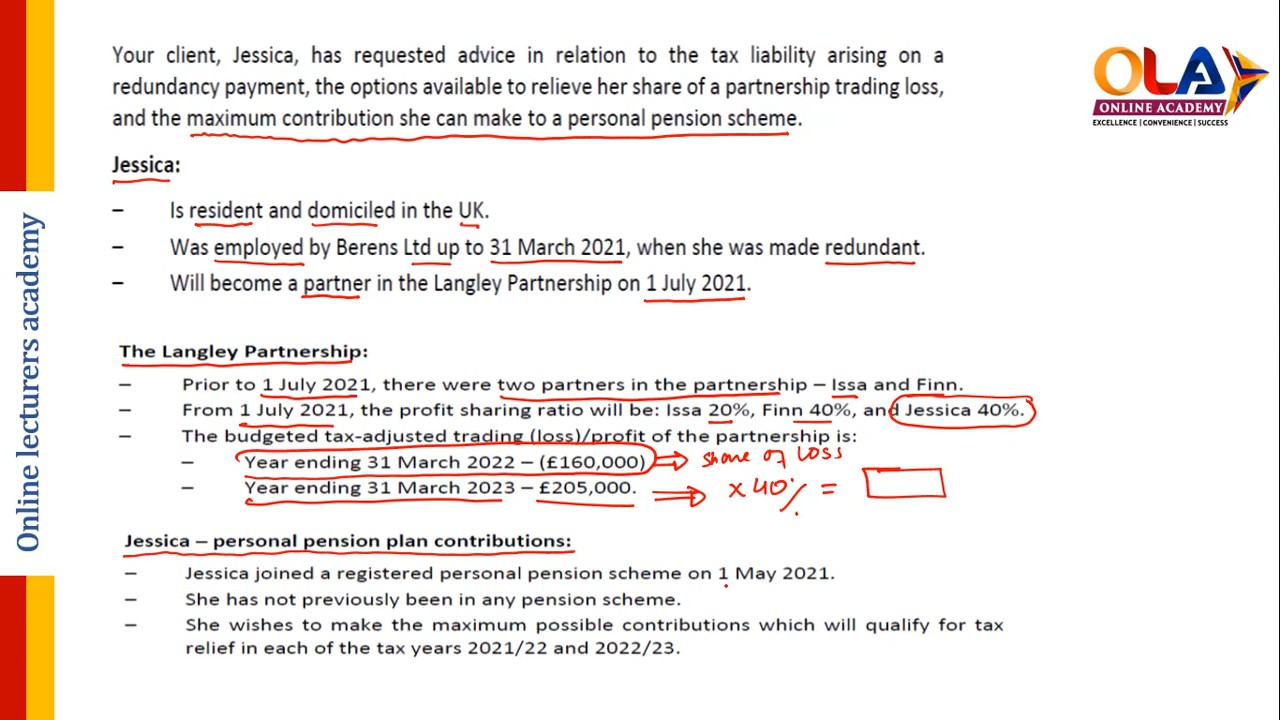 Your client, Jessica, has requested advice in relation to the tax liability arising on a
redundancy payment, the options available to relieve her share of a partnership trading loss,
and the maximum contribution she can make to a personal pension scheme.
OLA
ONLINE ACADEMY
EXCELLENCE | CONVENIENCE | SUCCESS
Jessica:
– Is resident and domiciled in the UK.
– Was employed by Berens Ltd up to 31 March 2021, when she was made redundant.
– Will become a partner in the Langley Partnership on 1 July 2021.
Online lecturers academy
The Langley Partnership:
– Prior to 1 July 2021, there were two partners in the partnership – Issa and Finn.
– From 1 July 2021, the profit sharing ratio will be: Issa 20%, Finn 40%, and Jessica 40%.
– The budgeted tax-adjusted trading (loss)/profit of the partnership is:
– Year ending 31 March 2022 – (£160,000) share of loss
– Year ending 31 March 2023 – £205,000. x 40% =
Jessica – personal pension plan contributions:
– Jessica joined a registered personal pension scheme on 1 May 2021.
– She has not previously been in any pension scheme.
– She wishes to make the maximum possible contributions which will qualify for tax
relief in each of the tax years 2021/22 and 2022/23.